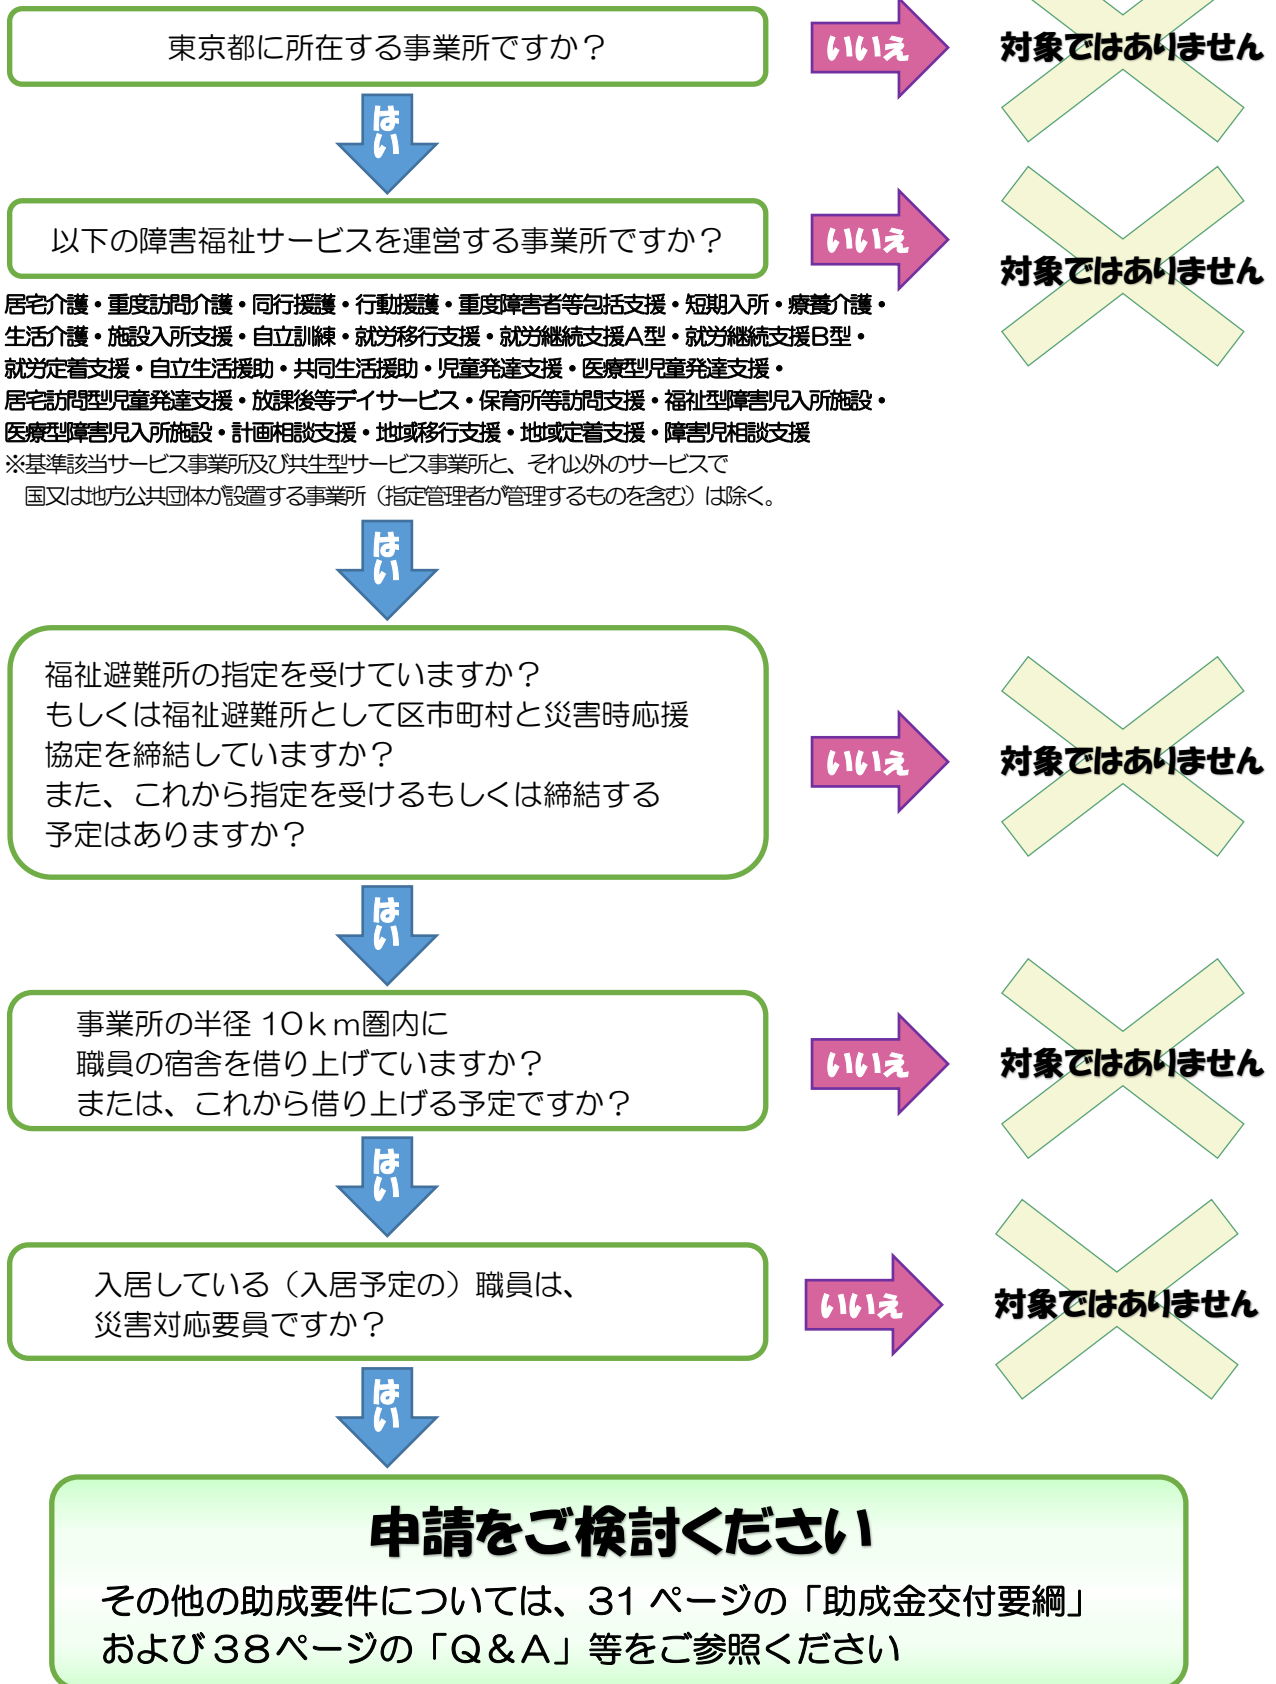 東京都に所在する事業所ですか？
いいえ
対象ではありません
はい
以下の障害福祉サービスを運営する事業所ですか？
いいえ
対象ではありません
居宅介護・重度訪問介護・同行援護・行動援護・重度障害者等包括支援・短期入所・療養介護・
生活介護・施設入所支援・自立訓練・就労移行支援・就労継続支援Ａ型・就労継続支援Ｂ型・
就労定着支援・自立生活援助・共同生活援助・児童発達支援・医療型児童発達支援・
居宅訪問型児童発達支援・放課後等デイサービス・保育所等訪問支援・福祉型障害児入所施設・
医療型障害児入所施設・計画相談支援・地域移行支援・地域定着支援・障害児相談支援
※基準該当サービス事業所及び共生型サービス事業所と、それ以外のサービスで
国又は地方公共団体が設置する事業所（指定管理者が管理するものを含む）は除く。
はい
福祉避難所の指定を受けていますか？
もしくは福祉避難所として区市町村と災害時応援
協定を締結していますか？
また、これから指定を受けるもしくは締結する
予定はありますか？
いいえ
対象ではありません
はい
事業所の半径 10ｋｍ圏内に
職員の宿舎を借り上げていますか？
または、これから借り上げる予定ですか？
いいえ
対象ではありません
はい
入居している（入居予定の）職員は、
災害対応要員ですか？
いいえ
対象ではありません
はい
申請をご検討ください
その他の助成要件については、31 ページの「助成金交付要綱」
および 38ページの「Ｑ＆Ａ」等をご参照ください